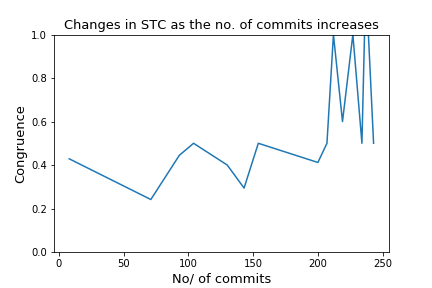 Changes in STC as the no. of commits increases
1.0
0.8
0.6
0.4
0.2
0.0
Congruence
0 50 100 150 200 250
No/ of commits